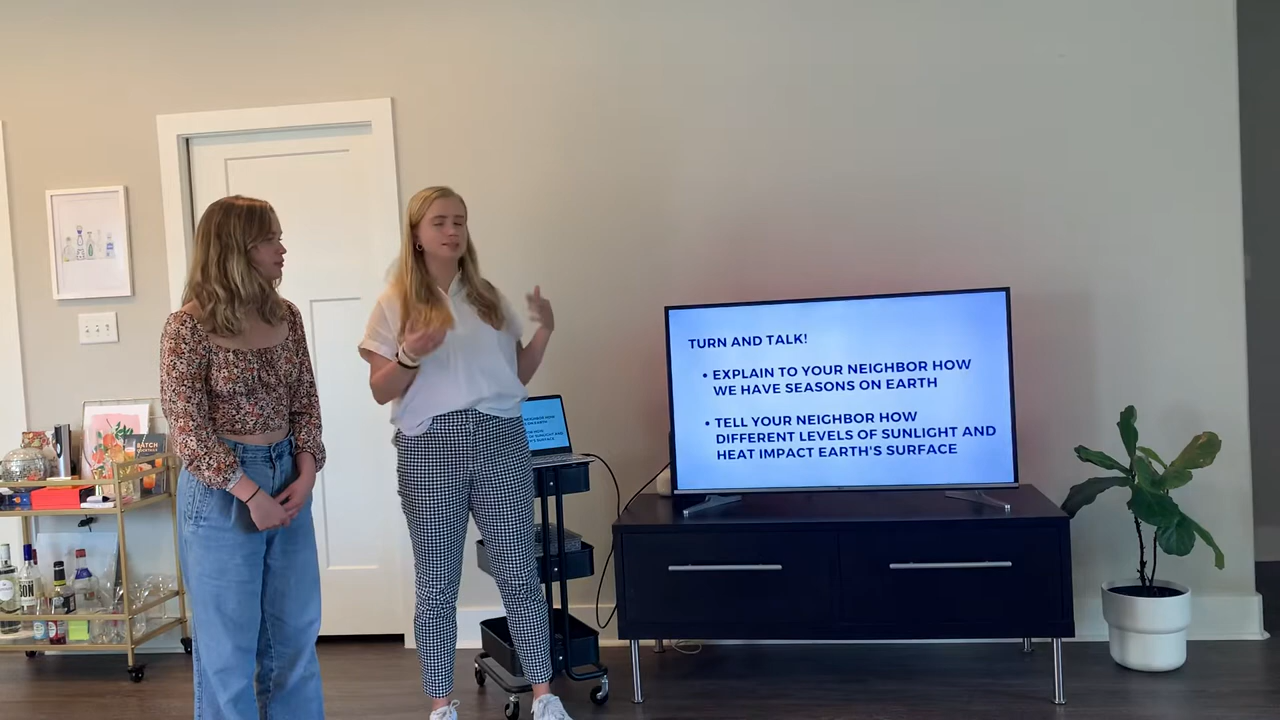 TURN AND TALK!
• EXPLAIN TO YOUR NEIGHBOR HOW
WE HAVE SEASONS ON EARTH
• TELL YOUR NEIGHBOR HOW
DIFFERENT LEVELS OF SUNLIGHT AND
HEAT IMPACT EARTH'S SURFACE
BATCH